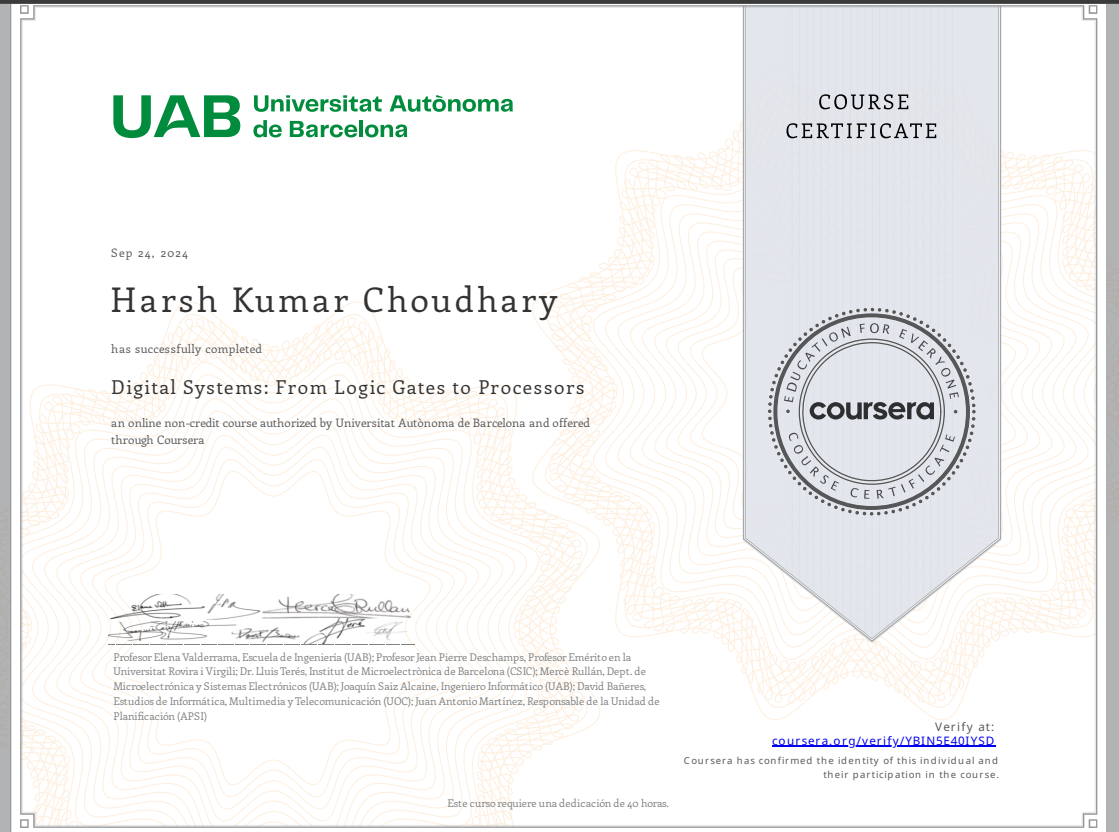 UAB Universitat Autònoma
de Barcelona
COURSE
CERTIFICATE
Sep 24, 2024
Harsh Kumar Choudhary
has successfully completed
Digital Systems: From Logic Gates to Processors
an online non-credit course authorized by Universitat Autònoma de Barcelona and offered
through Coursera
EDUCATION FOR EVERYONE
coursera
COURSE CERTIFICATE
Profesor Elena Valderrama, Escuela de Ingeniería (UAB); Profesor Jean Pierre Deschamps, Profesor Emérito en la
Universitat Rovira i Virgili; Dr. Lluis Terés, Institut de Microelectrònica de Barcelona (CSIC); Mercè Rullán, Dept. de
Microelectrónica y Sistemas Electrónicos (UAB); Joaquín Saiz Alcaine, Ingeniero Informático (UAB); David Bañeres,
Estudios de Informática, Multimedia y Telecomunicación (UOC); Juan Antonio Martínez, Responsable de la Unidad de
Planificación (APSI)
Verify at:
coursera.org/verify/YBIN5E40IYSD
Coursera has confirmed the identity of this individual and
their participation in the course.
Este curso requiere una dedicación de 40 horas.